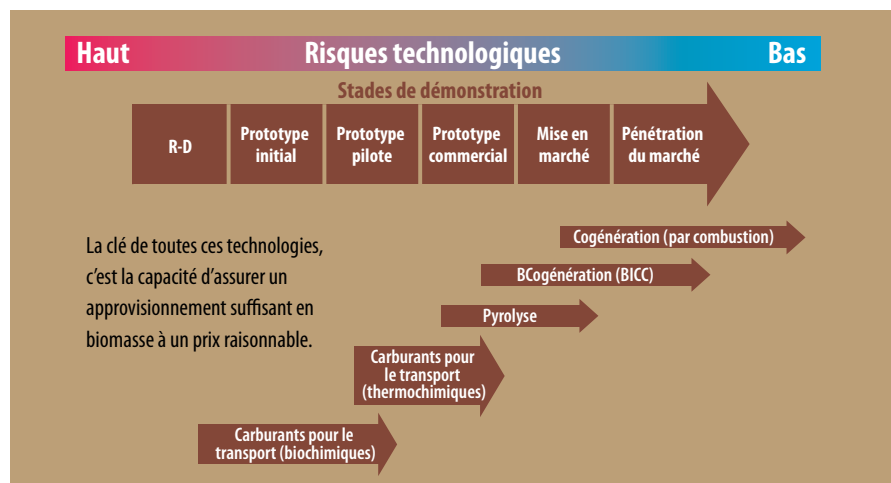 Haut Risques technologiques Bas
Stades de démonstration
R-D
Prototype
initial
Prototype
pilote
Prototype
commercial
Mise en
marché
Pénétration
du marché
La clé de toutes ces technologies,
c'est la capacité d'assurer un
approvisionnement suffisant en
biomasse à un prix raisonnable.
Cogénération (par combustion)
BCogénération (BICC)
Pyrolyse
Carburants pour
le transport
(thermochimiques)
Carburants pour le
transport (biochimiques)